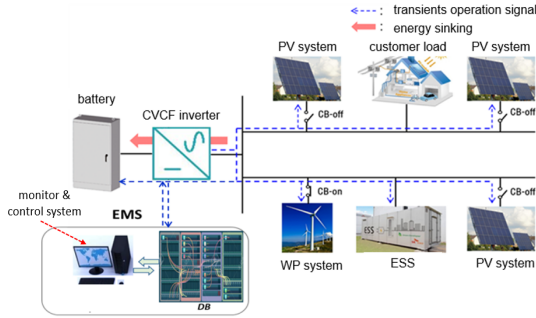 : transients operation signal
: energy sinking
PV system
customer load
PV system
battery
CVCF inverter
CB-off
CB-off
monitor &
control system
EMS
CB-on
CB-off
ESS
WP system
ESS
PV system
DB